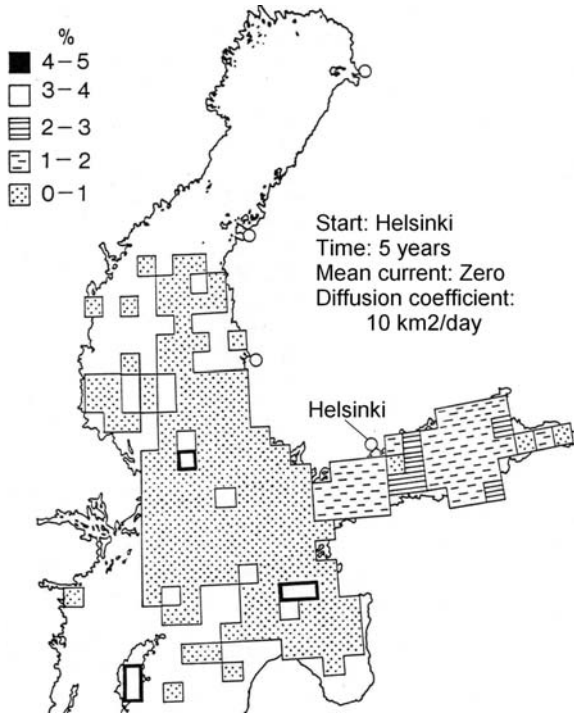 %
4-5
3-4
2-3
1-2
0-1
Start: Helsinki
Time: 5 years
Mean current: Zero
Diffusion coefficient:
10 km2/day
Helsinki